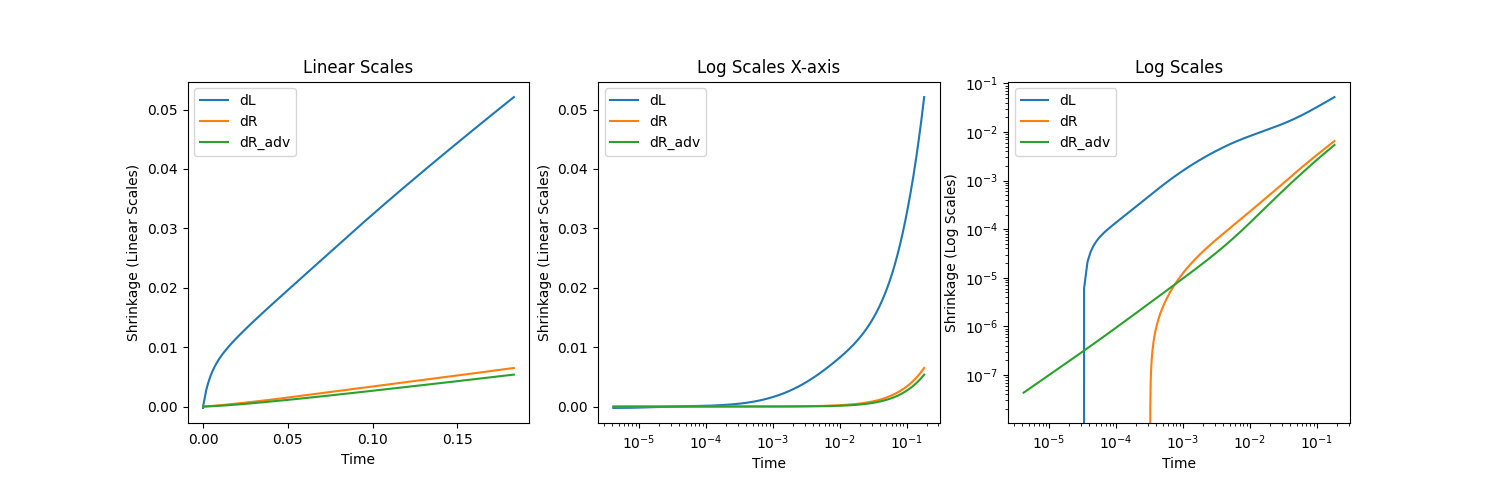 Linear Scales
Shrinkage (Linear Scales)
0.05
0.04
0.03
0.02
0.01
0.00
dL
dR
dR_adv
0.00 0.05 0.10 0.15
Time
Log Scales X-axis
Shrinkage (Linear Scales)
0.05
0.04
0.03
0.02
0.01
0.00
dL
dR
dR_adv
10⁻⁵ 10⁻⁴ 10⁻³ 10⁻² 10⁻¹
Time
Log Scales
Shrinkage (Log Scales)
10⁻¹
10⁻²
10⁻³
10⁻⁴
10⁻⁵
10⁻⁶
10⁻⁷
dL
dR
dR_adv
10⁻⁵ 10⁻⁴ 10⁻³ 10⁻² 10⁻¹
Time